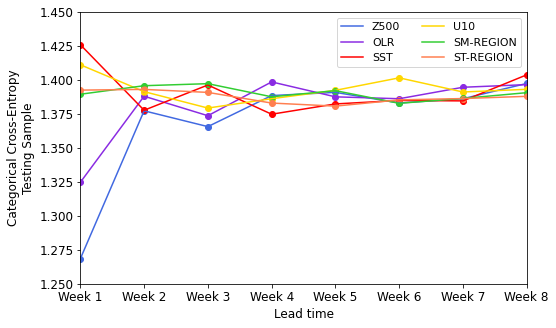 1.450
1.425
1.400
1.375
1.350
1.325
1.300
1.275
1.250
Categorical Cross-Entropy
Testing Sample
Z500
OLR
SST
U10
SM-REGION
ST-REGION
Week 1 Week 2 Week 3 Week 4 Week 5 Week 6 Week 7 Week 8
Lead time